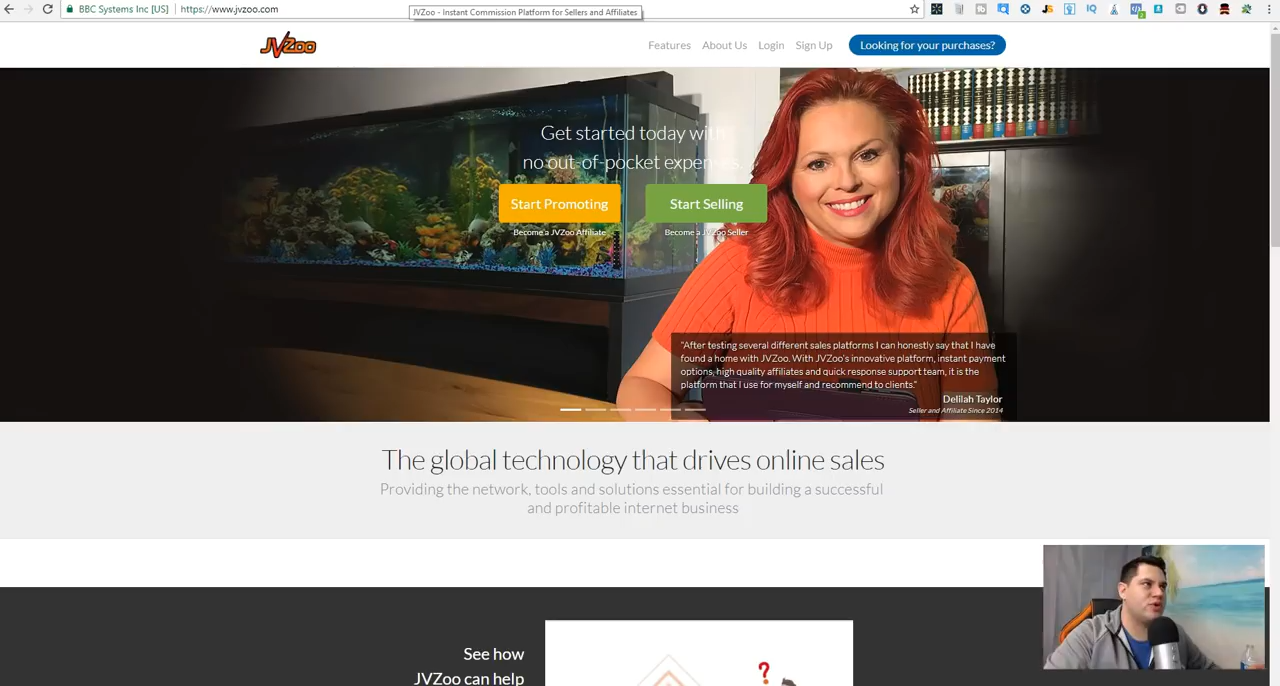 BBC Systems Inc [US]
https://www.jvzoo.com
JVZoo - Instant Commission Platform for Sellers and Affiliates
JVZoo
Features
About Us
Login
Sign Up
Looking for your purchases?
Get started today with
no out-of-pocket expenses.
Start Promoting
Start Selling
Become a JVZoo Affiliate
Become a JVZoo Seller
"After testing several different sales platforms I can honestly say that I have
found a home with JVZoo. With JVZoo's innovative platform, instant payment
options, high quality affiliates and quick response support team, it is the
platform that I use for myself and recommend to clients."
Delilah Taylor
Seller and Affiliate Since 2014
The global technology that drives online sales
Providing the network, tools and solutions essential for building a successful
and profitable internet business
See how
JVZoo can help
?